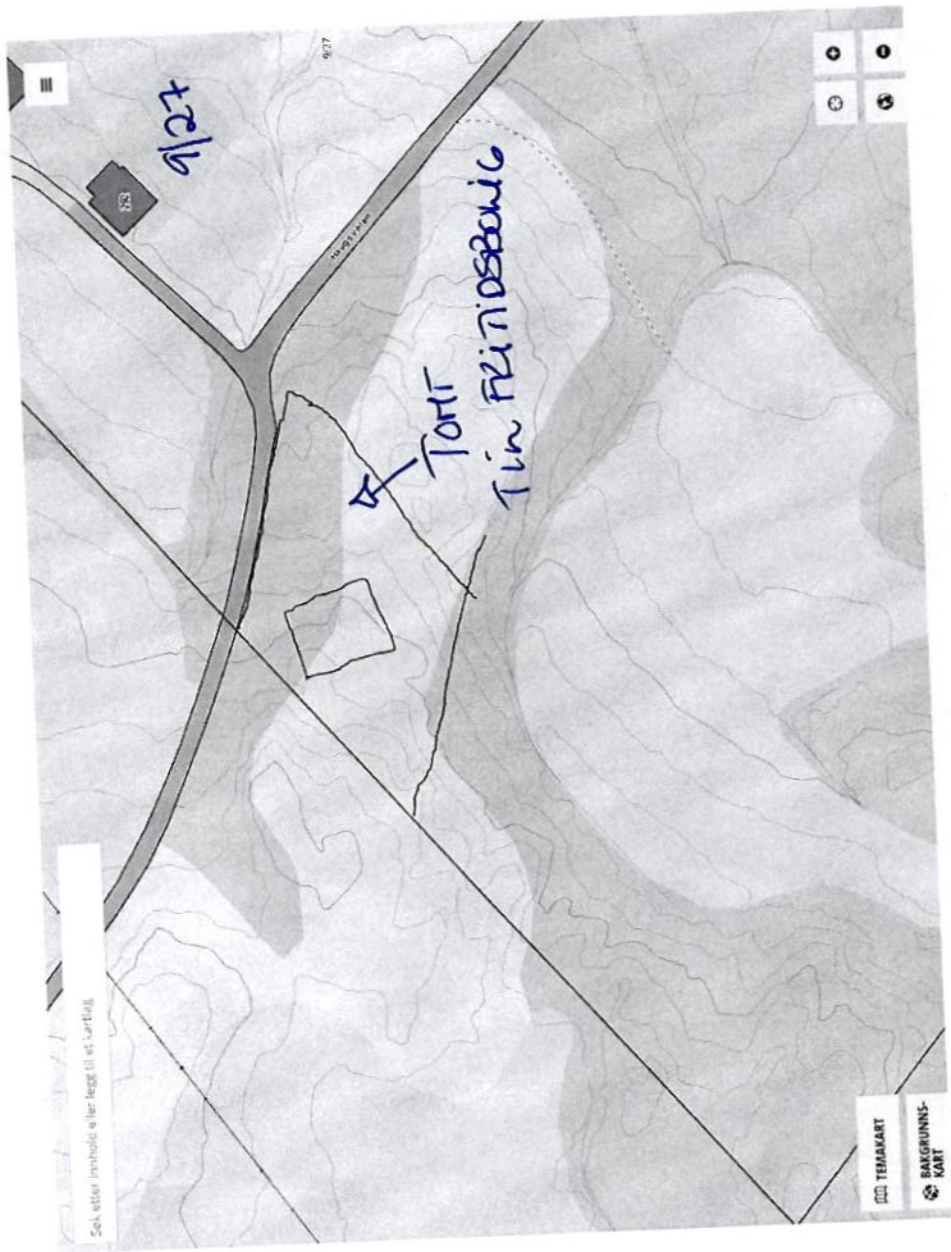 Søk etter innhold eller legg til et kartlag
9/27
9/27
TOMT
TiL FRiTiDSBOLiG
TEMAKART
BAKGRUNNS-
KART